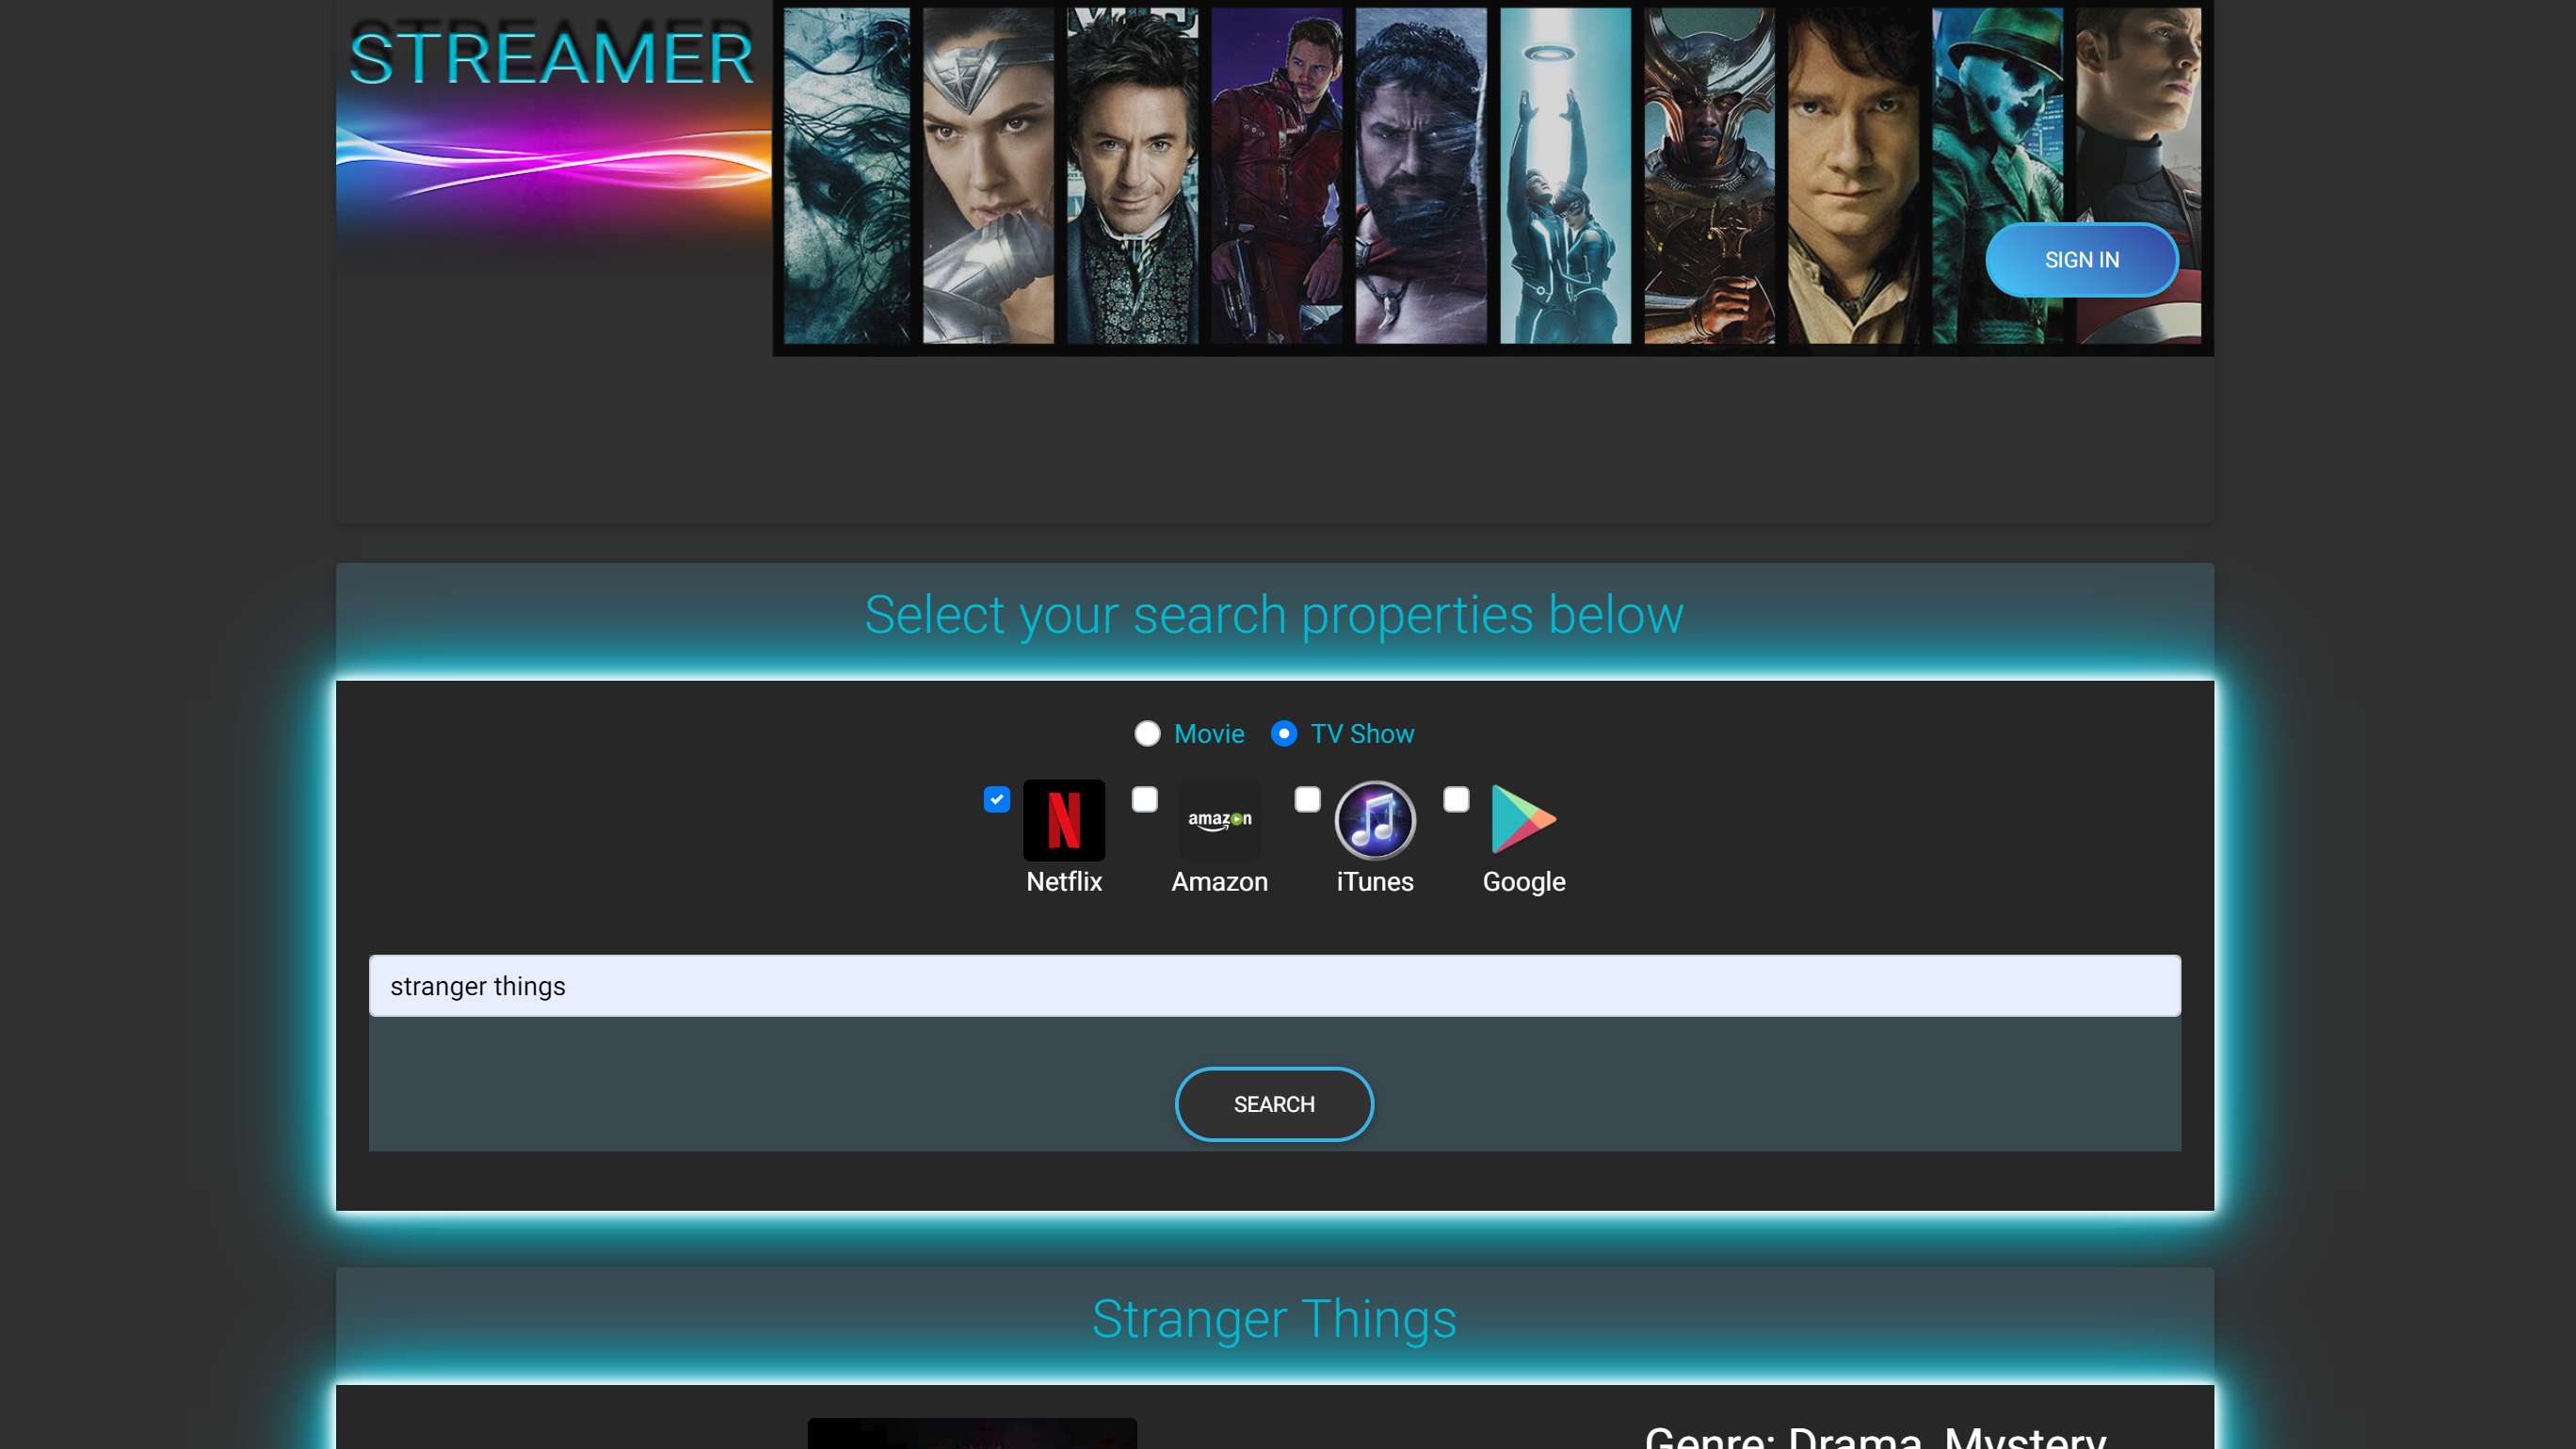 STREAMER
SIGN IN
Select your search properties below
Movie TV Show
amazon
Netflix Amazon iTunes Google
stranger things
SEARCH
Stranger Things
Genre: Drama, Mystery